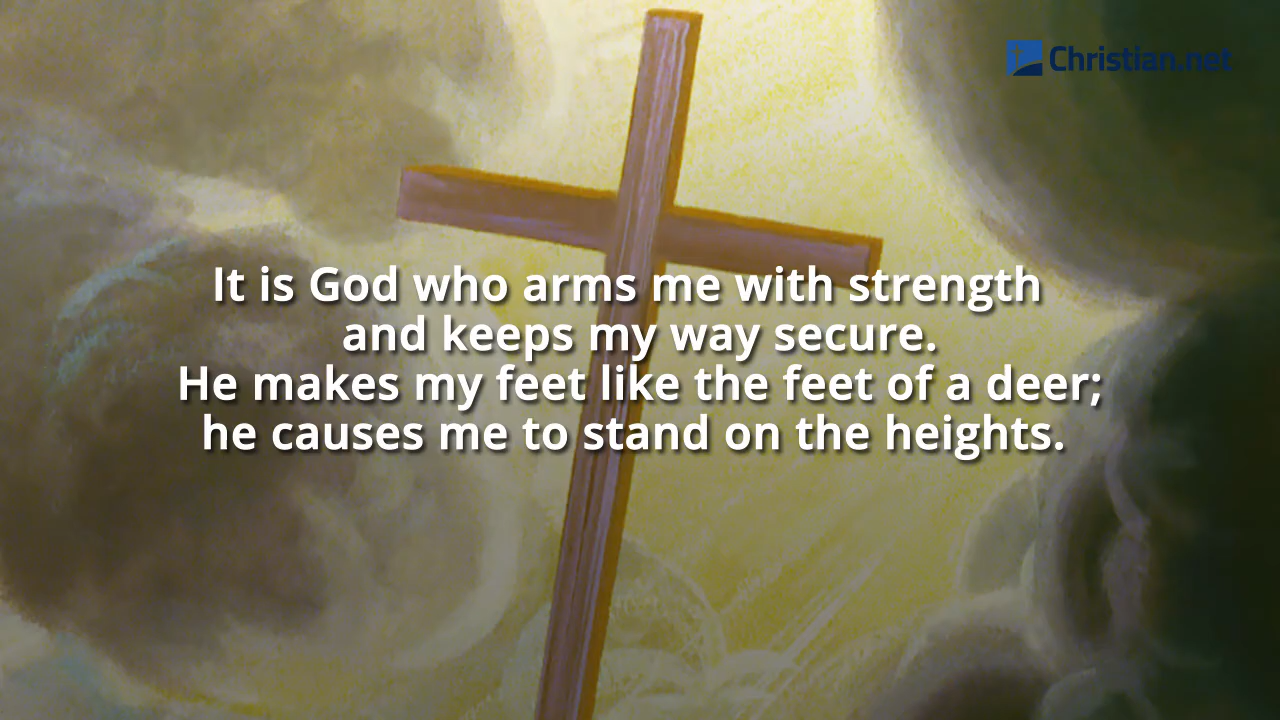 Christian.net
It is God who arms me with strength
and keeps my way secure.
He makes my feet like the feet of a deer;
he causes me to stand on the heights.